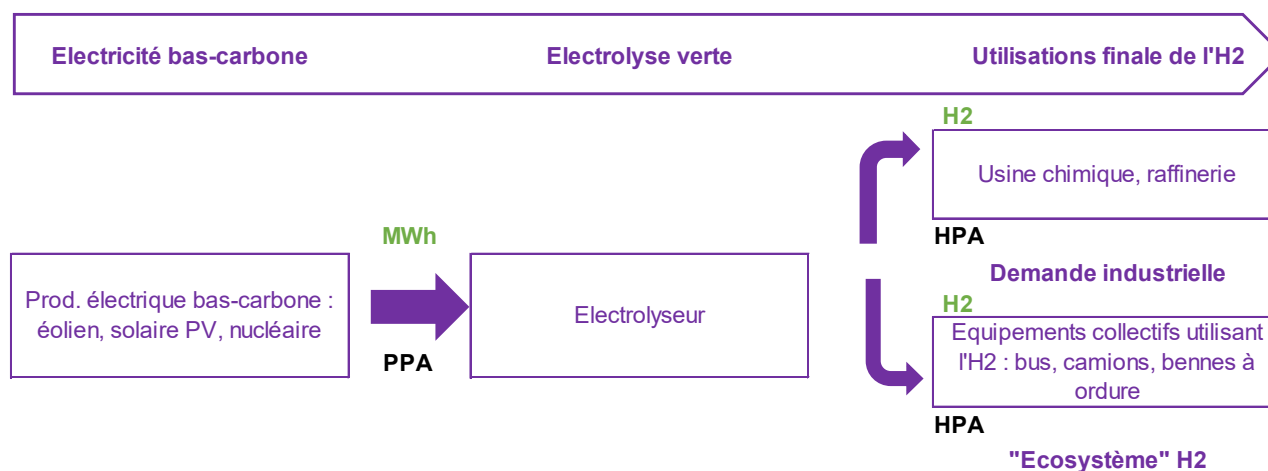 Electricité bas-carbone
Electrolyse verte
Utilisations finale de l'H2
H2
Usine chimique, raffinerie
HPA
Demande industrielle
MWh
Prod. électrique bas-carbone :
éolien, solaire PV, nucléaire
PPA
Electrolyseur
H2
Equipements collectifs utilisant
l'H2 : bus, camions, bennes à
ordure
HPA
"Ecosystème" H2